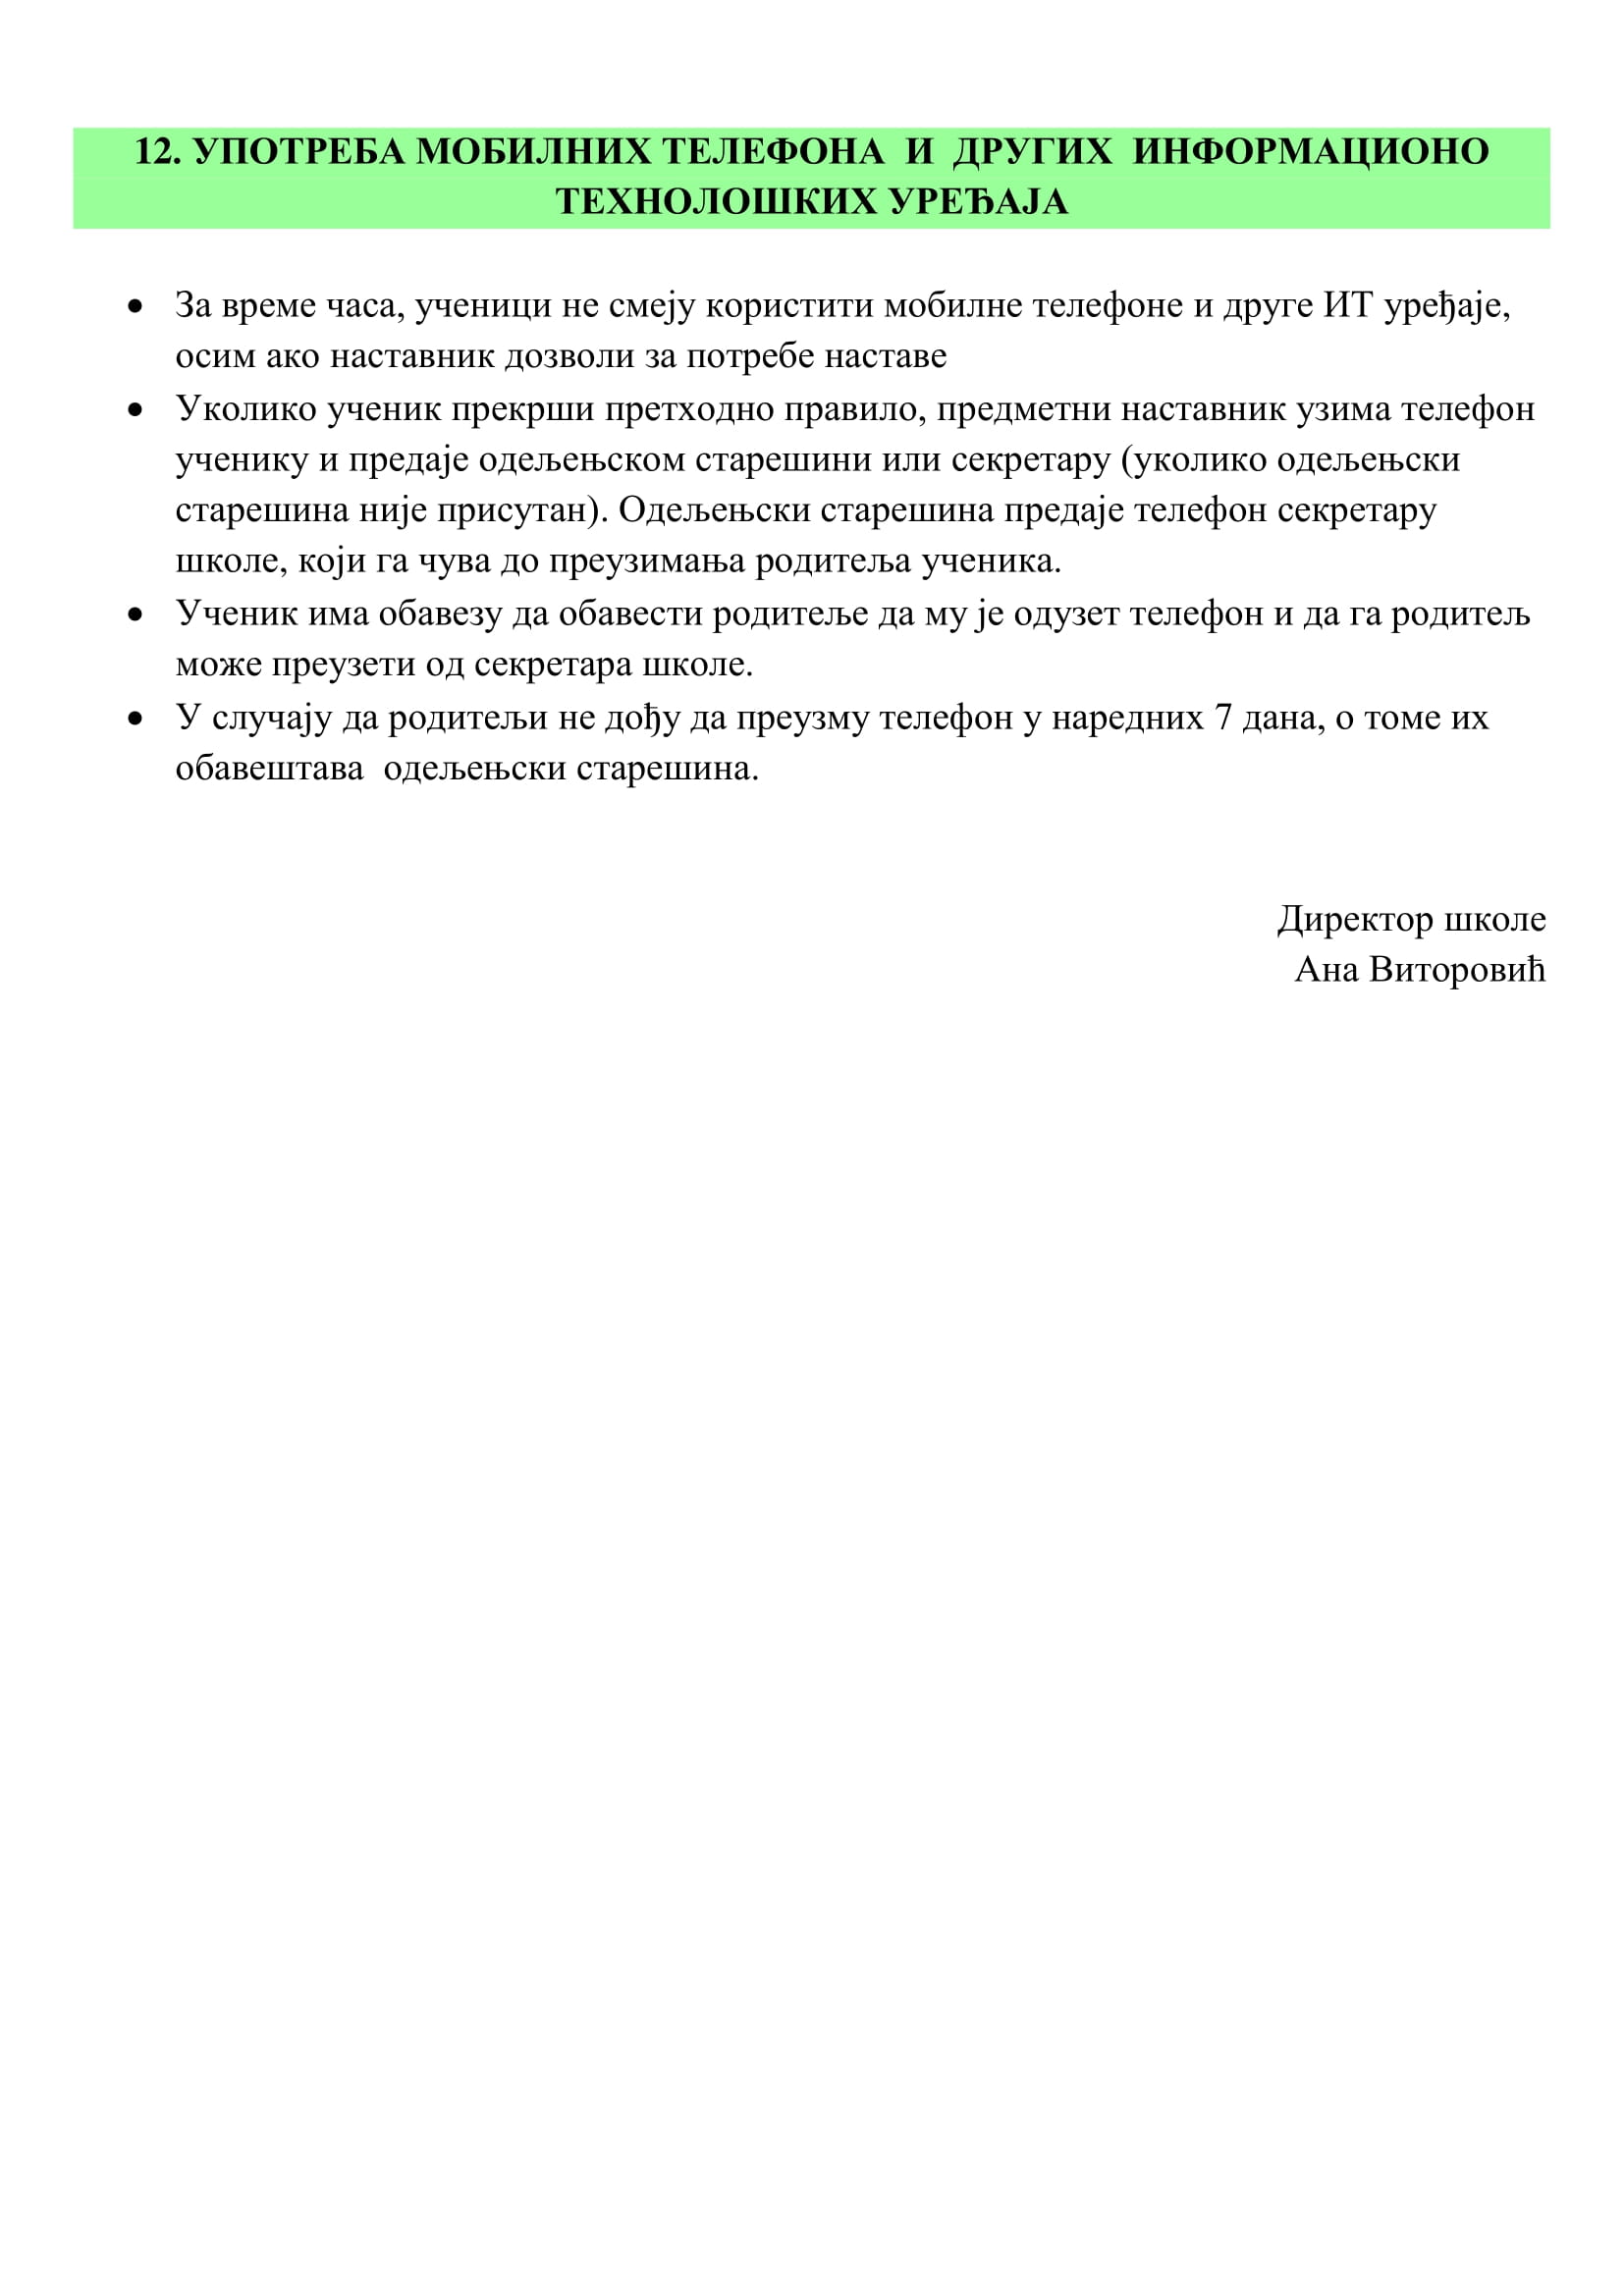 12. УПОТРЕБА МОБИЛНИХ ТЕЛЕФОНА  И  ДРУГИХ  ИНФОРМАЦИОНО
ТЕХНОЛОШКИХ УРЕЂАЈА
• За време часа, ученици не смеју користити мобилне телефоне и друге ИТ уређаје,
осим ако наставник дозволи за потребе наставе
• Уколико ученик прекрши претходно правило, предметни наставник узима телефон
ученику и предаје одељењском старешини или секретару (уколико одељењски
старешина није присутан). Одељењски старешина предаје телефон секретару
школе, који га чува до преузимања родитеља ученика.
• Ученик има обавезу да обавести родитеље да му је одузет телефон и да га родитељ
може преузети од секретара школе.
• У случају да родитељи не дођу да преузму телефон у наредних 7 дана, о томе их
обавештава  одељењски старешина.
Директор школе
Ана Виторовић